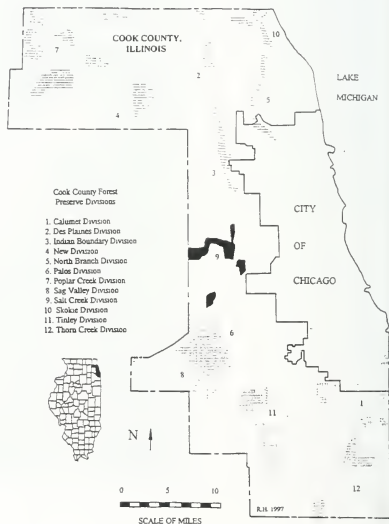 COOK COUNTY,
ILLINOIS
10
7
2
LAKE
MICHIGAN
4
5
3
Cook County Forest
Preserve Divisions
1. Calumet Division
2. Des Plaines Division
3. Indian Boundary Division
4 New Division
5. North Branch Division
6. Palos Division
7. Poplar Creek Division
8 Sag Valley Division
9. Salt Creek Division
10 Skokie Division
11. Tinley Division
12. Thorn Creek Division
CITY
OF
CHICAGO
9
6
8
1
11
N
12
0 5 10
R.H. 1997
SCALE OF MILES